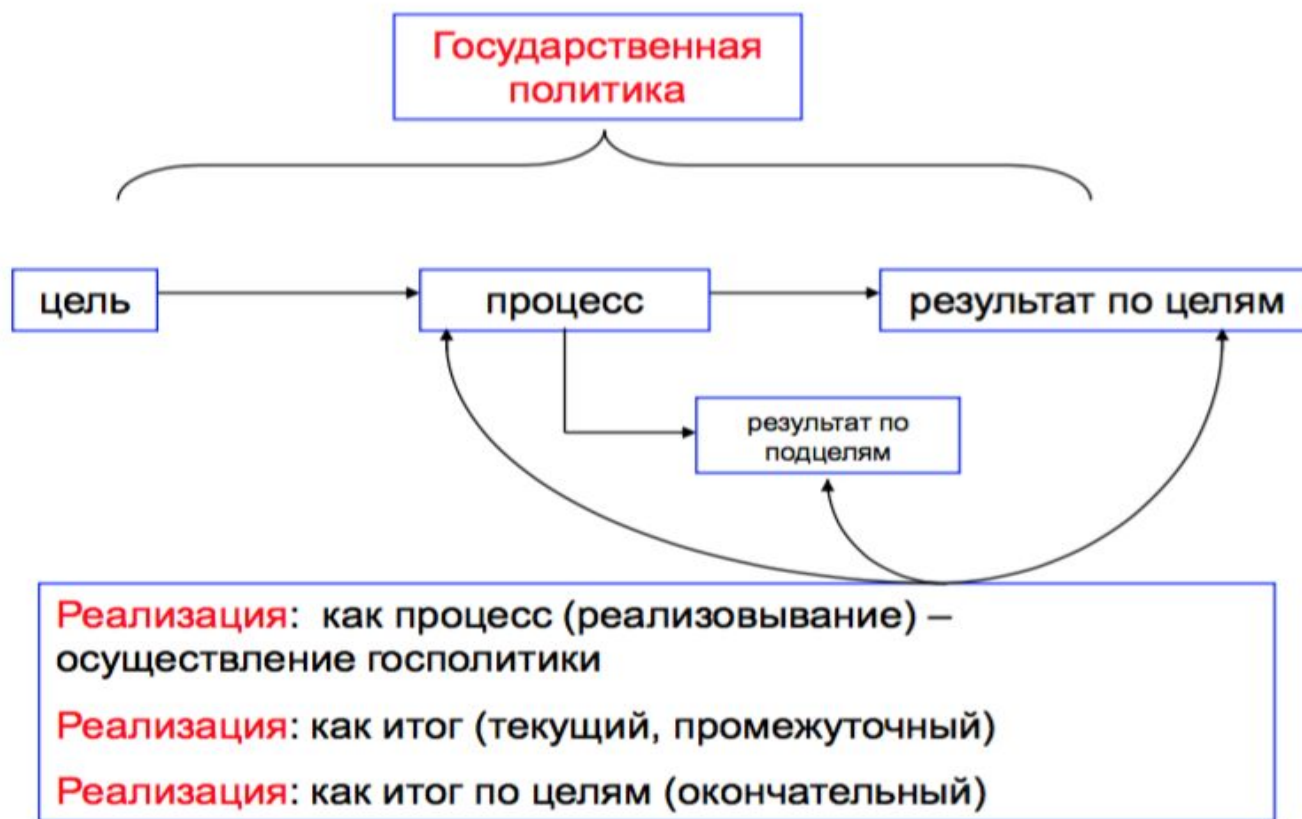 Государственная
политика
цель
процесс
результат по целям
результат по
подцелям
Реализация: как процесс (реализовывание) –
осуществление госполитики
Реализация: как итог (текущий, промежуточный)
Реализация: как итог по целям (окончательный)